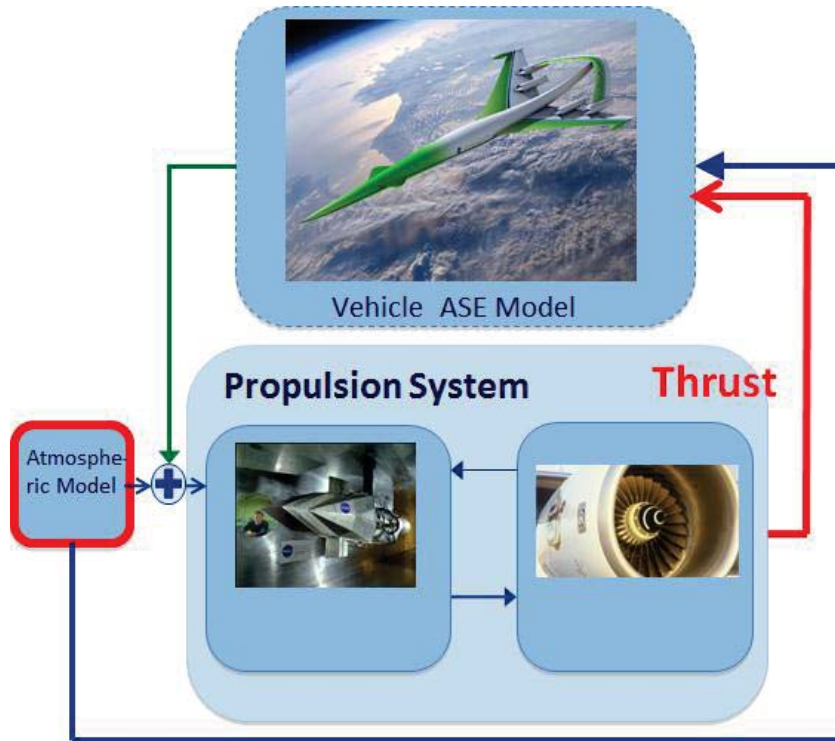 Vehicle ASE Model
Propulsion System
Thrust
Atmosphe-
ric Model